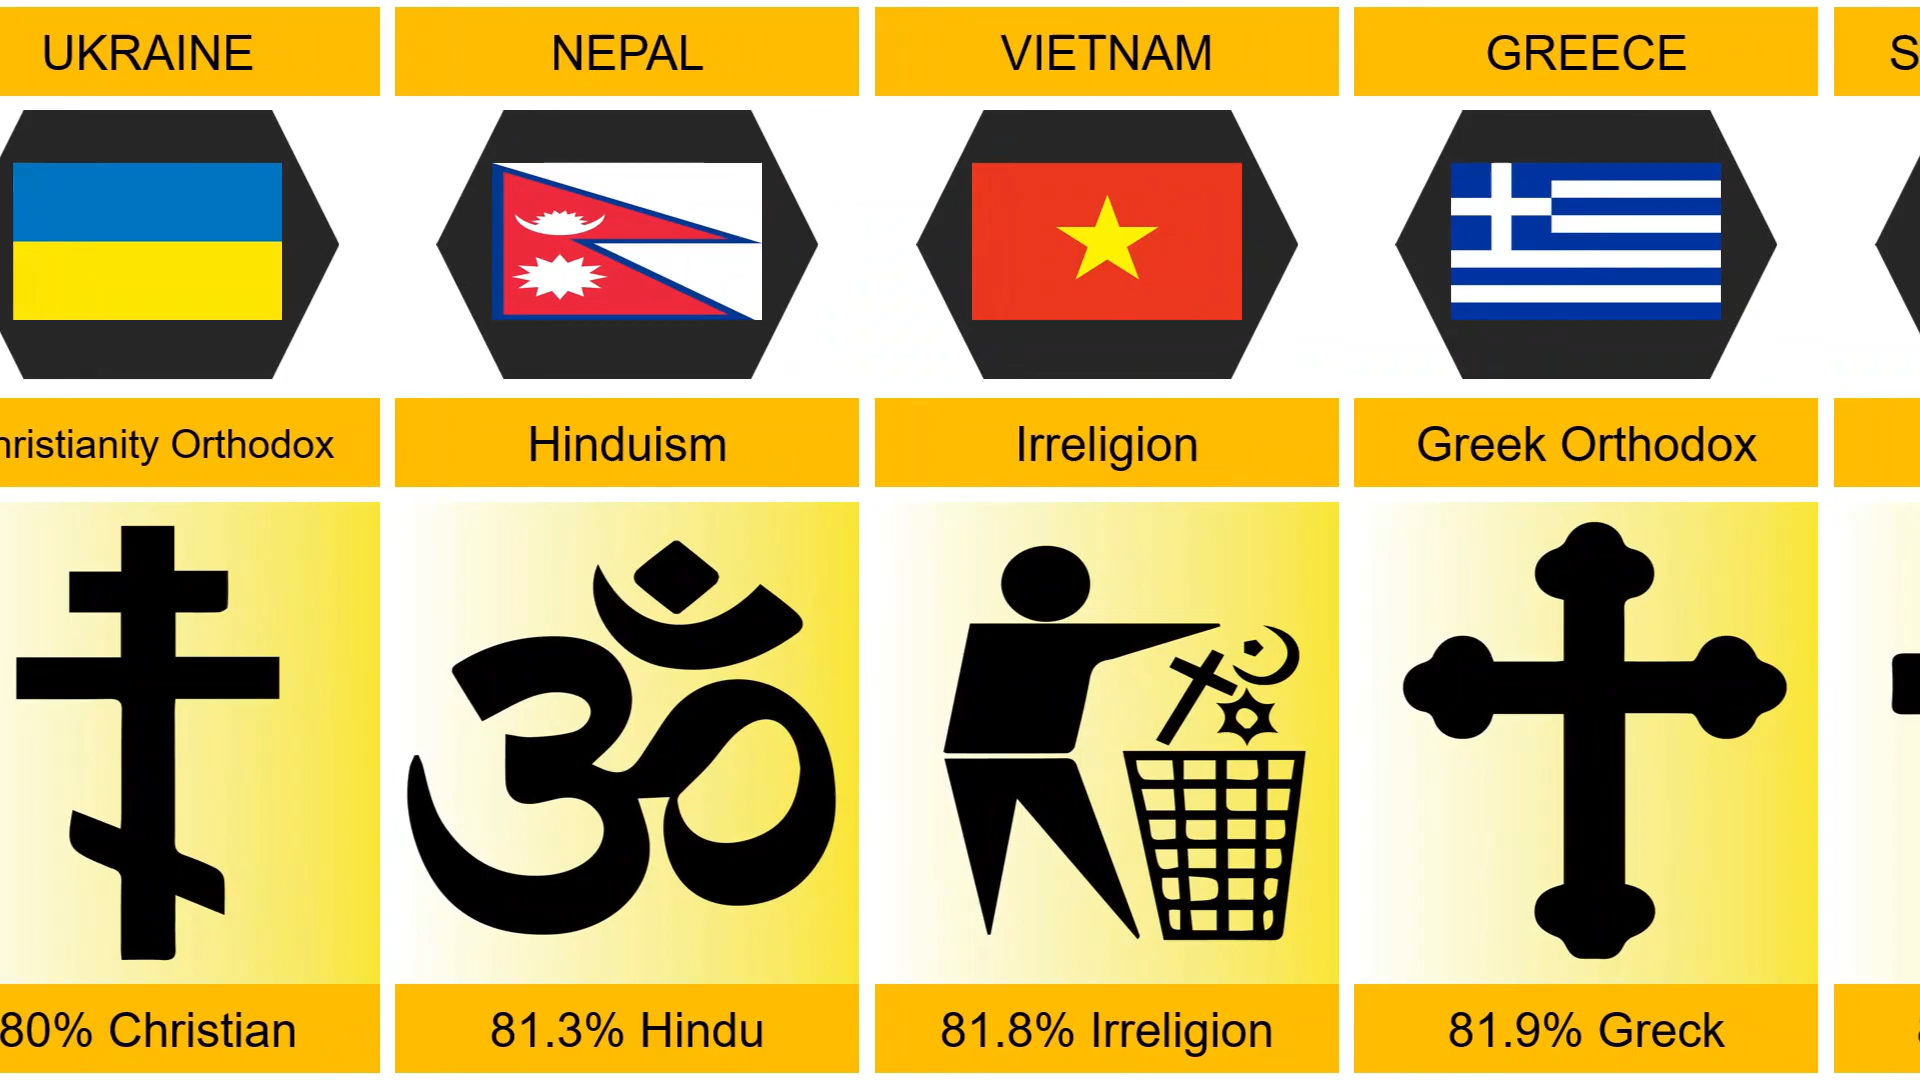 UKRAINE
NEPAL
VIETNAM
GREECE
S
hristianity Orthodox
Hinduism
Irreligion
Greek Orthodox
80% Christian
81.3% Hindu
81.8% Irreligion
81.9% Greck